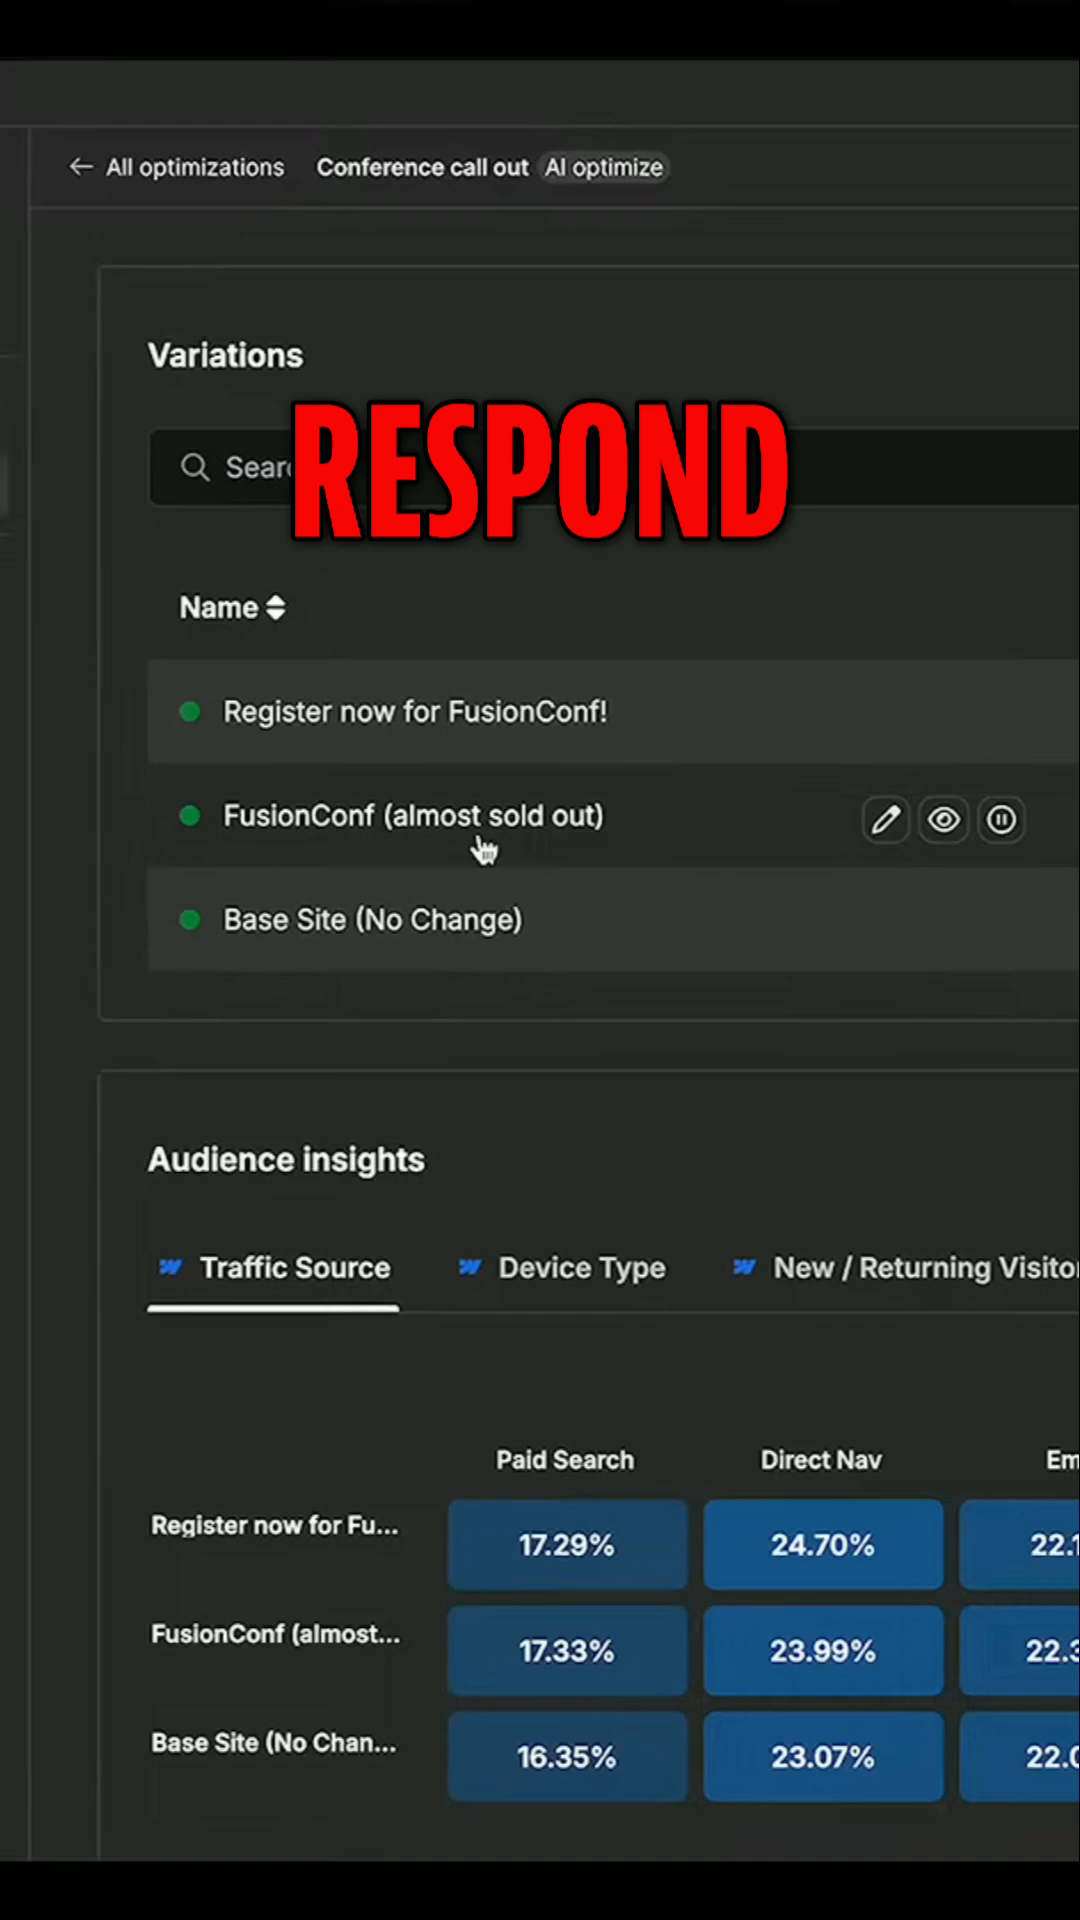 ← All optimizations Conference call out AI optimize
Variations
RESPOND
Name
Register now for FusionConf!
FusionConf (almost sold out)
Base Site (No Change)
Audience insights
Traffic Source Device Type New / Returning
Paid Search Direct Nav
Register now for Fu...
17.29% 24.70%
FusionConf (almost...
17.33% 23.99%
Base Site (No Chan...
16.35% 23.07%